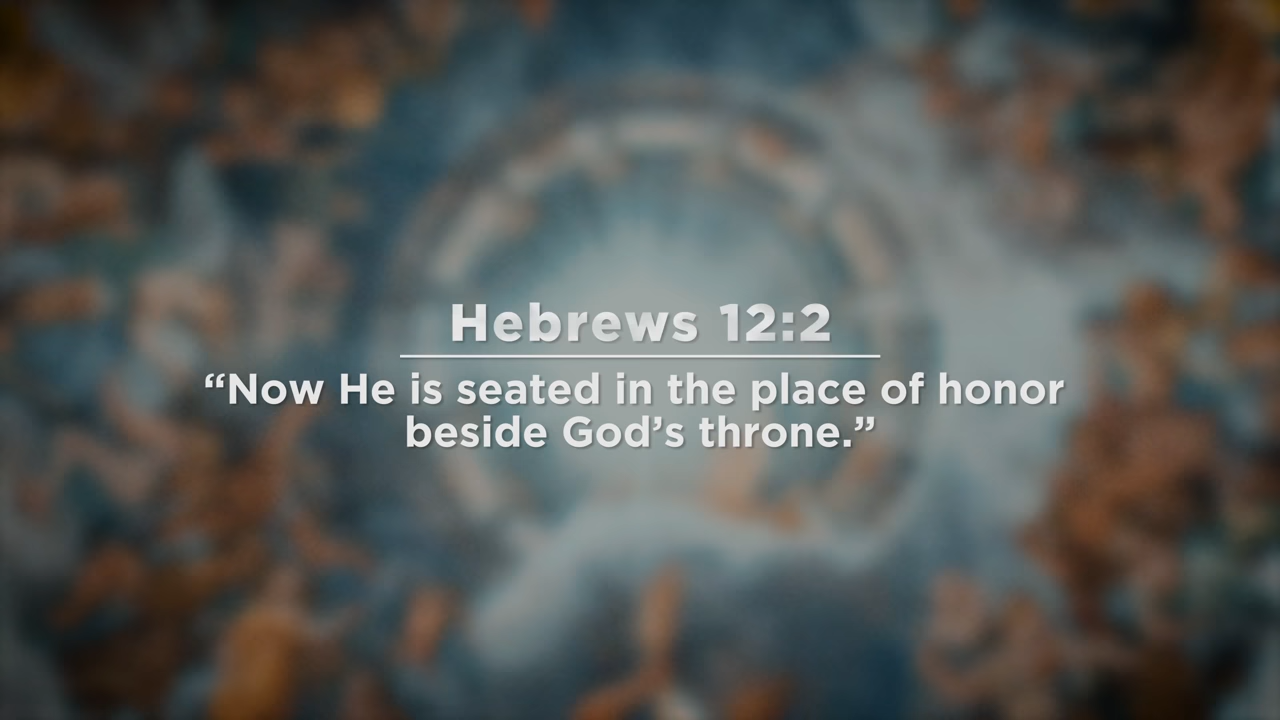 Hebrews 12:2
“Now He is seated in the place of honor
beside God’s throne.”